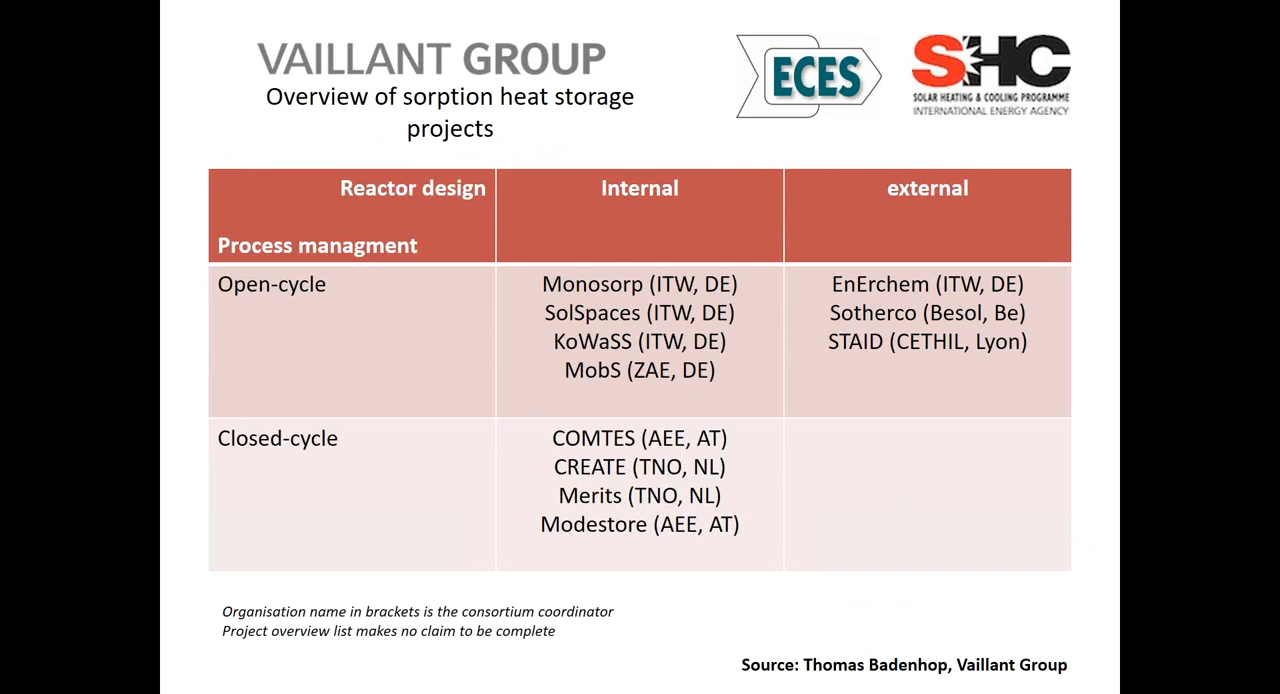 VAILLANT GROUP
Overview of sorption heat storage
projects
ECES
SHC
SOLAR HEATING & COOLING PROGRAMME
INTERNATIONAL ENERGY AGENCY
Reactor design
Process managment
Internal
external
Open-cycle
Monosorp (ITW, DE)
SolSpaces (ITW, DE)
KoWaSS (ITW, DE)
MobS (ZAE, DE)
EnErchem (ITW, DE)
Sotherco (Besol, Be)
STAID (CETHIL, Lyon)
Closed-cycle
COMTES (AEE, AT)
CREATE (TNO, NL)
Merits (TNO, NL)
Modestore (AEE, AT)
Organisation name in brackets is the consortium coordinator
Project overview list makes no claim to be complete
Source: Thomas Badenhop, Vaillant Group